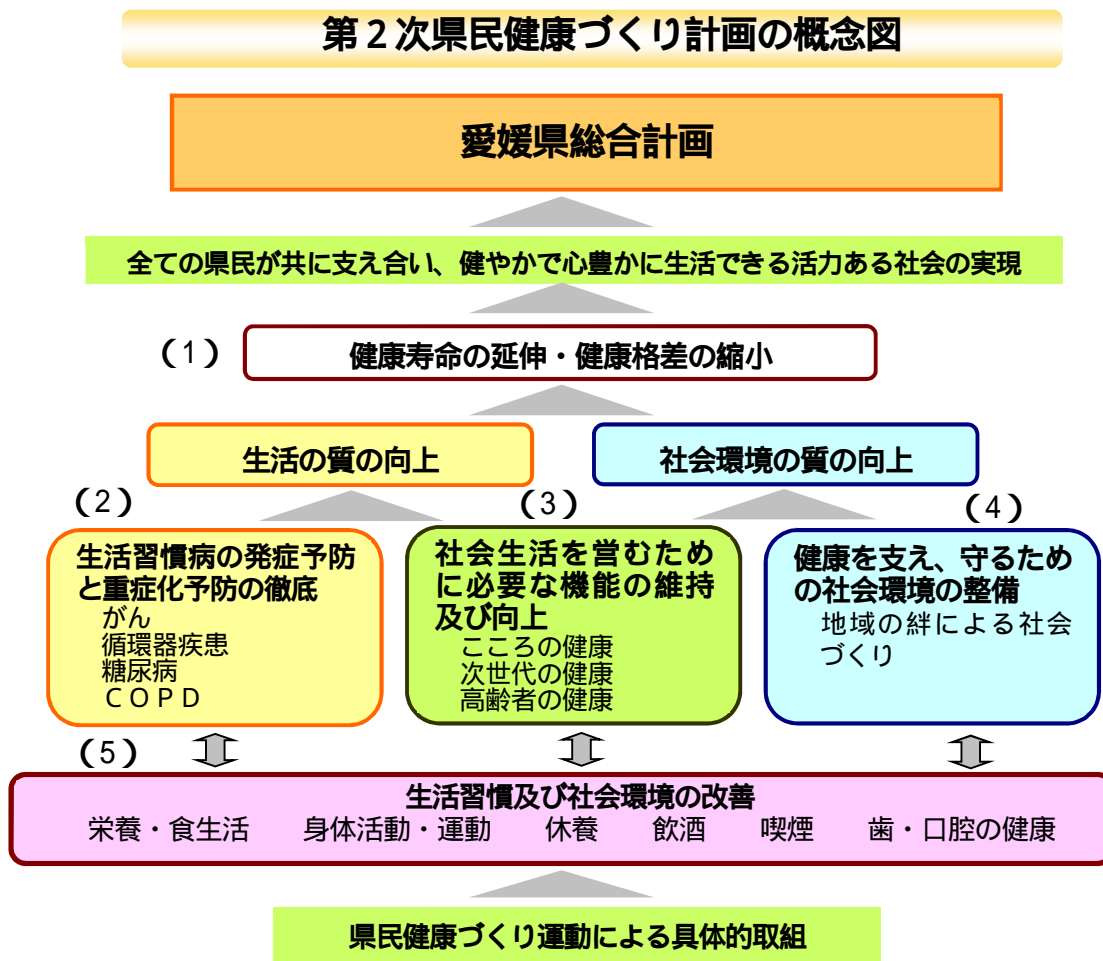 第２次県民健康づくり計画の概念図
愛媛県総合計画
全ての県民が共に支え合い、健やかで心豊かに生活できる活力ある社会の実現
（1）
健康寿命の延伸・健康格差の縮小
生活の質の向上
社会環境の質の向上
（2）
生活習慣病の発症予防
と重症化予防の徹底
がん
循環器疾患
糖尿病
ＣＯＰＤ
（3）
社会生活を営むため
に必要な機能の維持
及び向上
こころの健康
次世代の健康
高齢者の健康
（4）
健康を支え、守るため
の社会環境の整備
地域の絆による社会
づくり
（5）
生活習慣及び社会環境の改善
栄養・食生活　身体活動・運動　休養　飲酒　喫煙　歯・口腔の健康
県民健康づくり運動による具体的取組